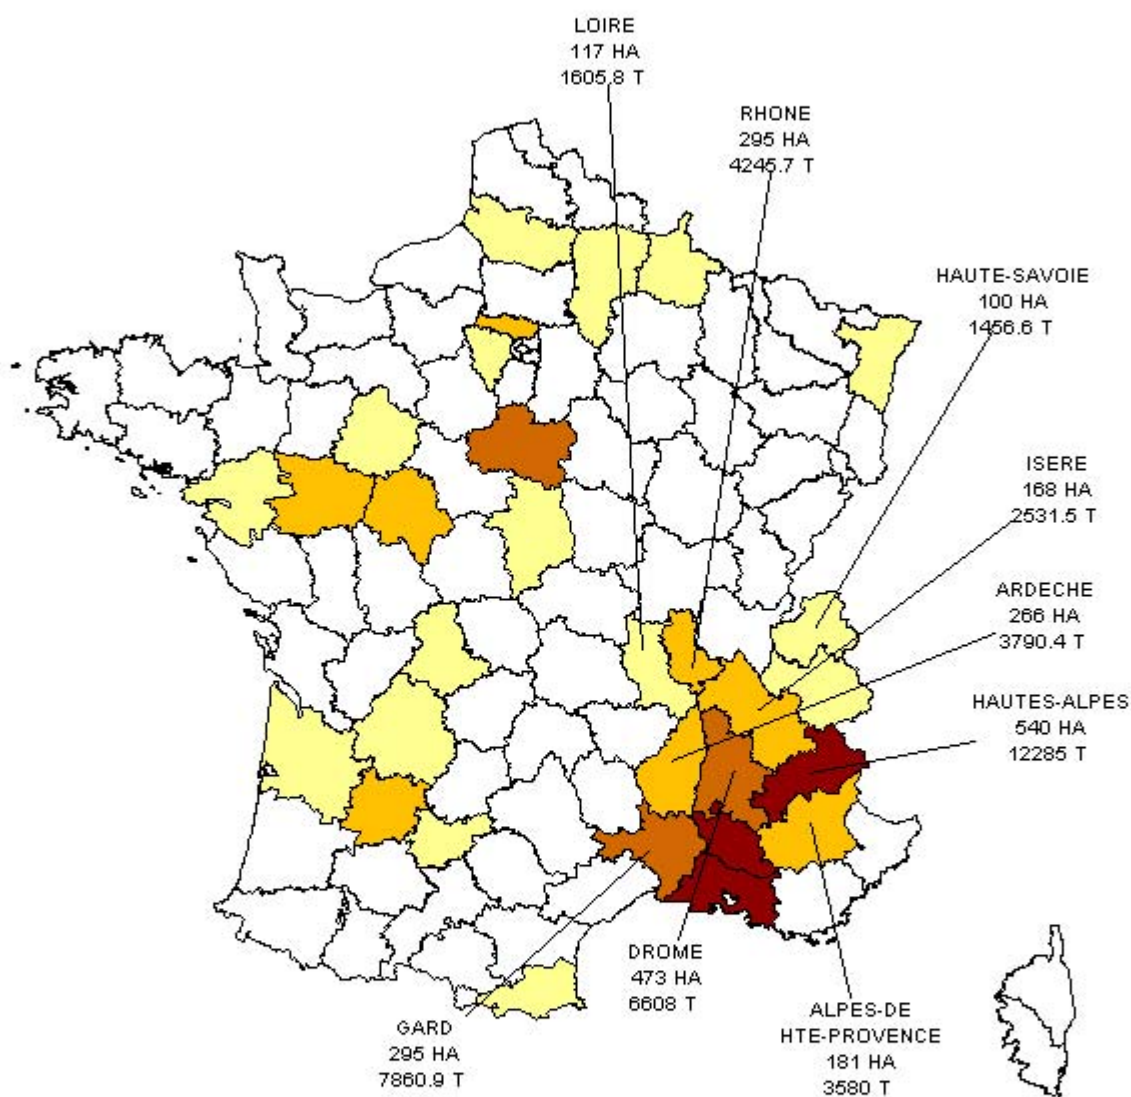 LOIRE
117 HA
1605.8 T
RHONE
295 HA
4245.7 T
HAUTE-SAVOIE
100 HA
1456.6 T
ISERE
168 HA
2531.5 T
ARDECHE
266 HA
3790.4 T
HAUTES-ALPES
540 HA
12285 T
DROME
473 HA
6608 T
ALPES-DE
HTE-PROVENCE
181 HA
3580 T
GARD
295 HA
7860.9 T